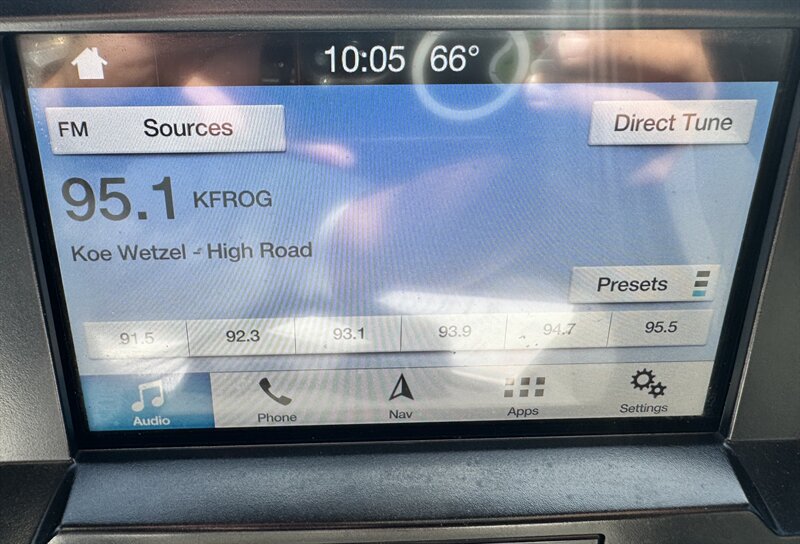 10:05 66°
FM Sources
Direct Tune
95.1 KFROG
Koe Wetzel - High Road
Presets
91.5 92.3 93.1 93.9 94.7 95.5
Audio Phone Nav Apps Settings